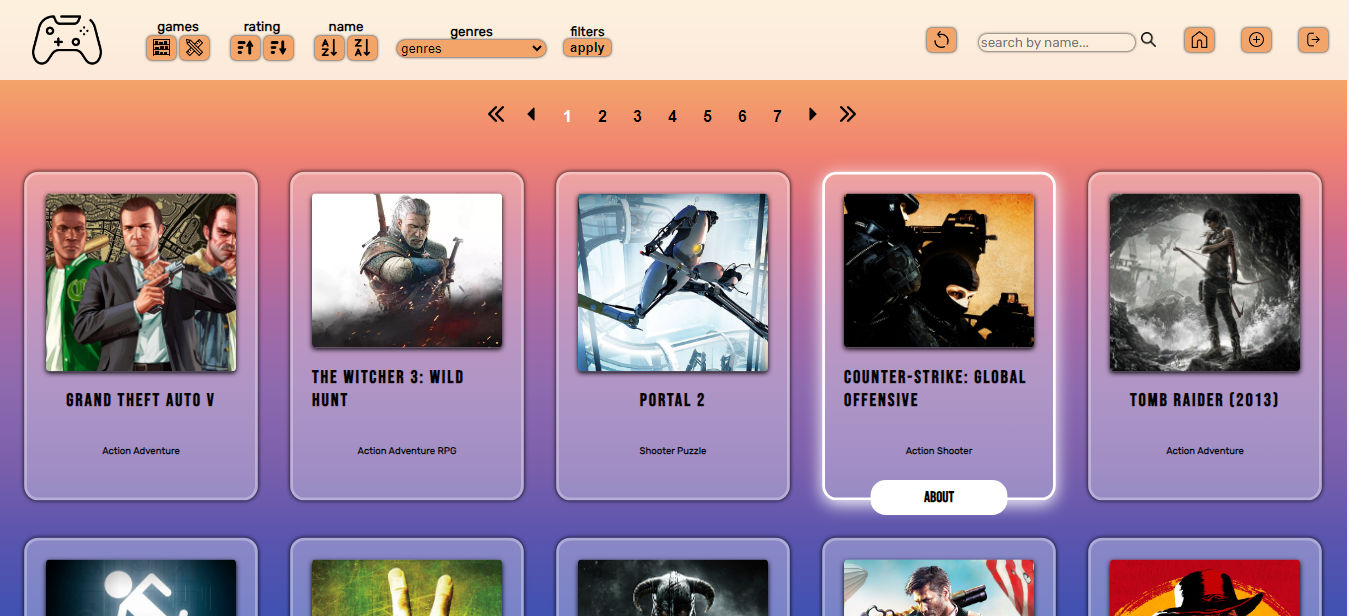 games rating name genres filters
genres apply
search by name...
1 2 3 4 5 6 7
GRAND THEFT AUTO V
Action Adventure
THE WITCHER 3: WILD
HUNT
Action Adventure RPG
PORTAL 2
Shooter Puzzle
COUNTER-STRIKE: GLOBAL
OFFENSIVE
Action Shooter
ABOUT
TOMB RAIDER (2013)
Action Adventure